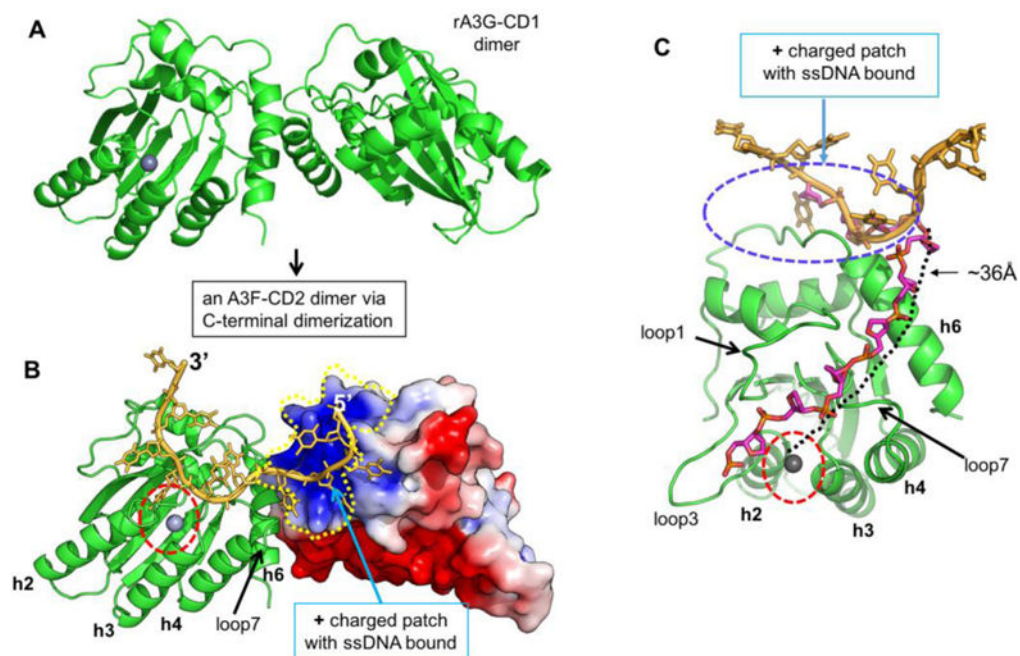 A
rA3G-CD1
dimer
an A3F-CD2 dimer via
C-terminal dimerization
B
3’
5’
h2
h3
h4
loop7
h6
+ charged patch
with ssDNA bound
C
+ charged patch
with ssDNA bound
~36Å
loop1
h6
loop7
loop3
h2
h4
h3